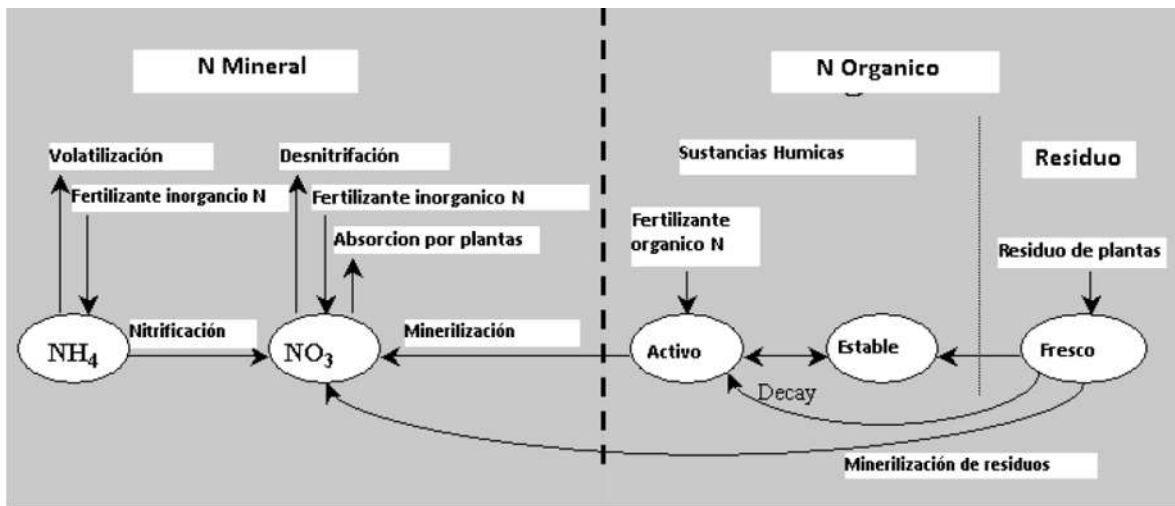 N Mineral
N Organico
Volatilización
Desnitrifación
Sustancias Humicas
Residuo
Fertilizante inorgancio N
Fertilizante inorganico N
Absorcion por plantas
Fertilizante
organico N
Residuo de plantas
NH4
Nitrificación
NO3
Minerilización
Activo
Estable
Fresco
Decay
Minerilización de residuos